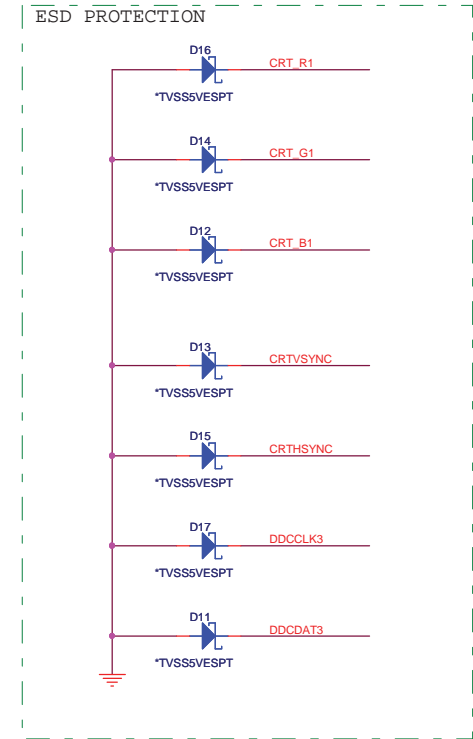 ESD PROTECTION
D16
CRT_R1
*TVSS5VESPT
D14
CRT_G1
*TVSS5VESPT
D12
CRT_B1
*TVSS5VESPT
D13
CRTVSYNC
*TVSS5VESPT
D15
CRTHSYNC
*TVSS5VESPT
D17
DDCCLK3
*TVSS5VESPT
D11
DDCDAT3
*TVSS5VESPT